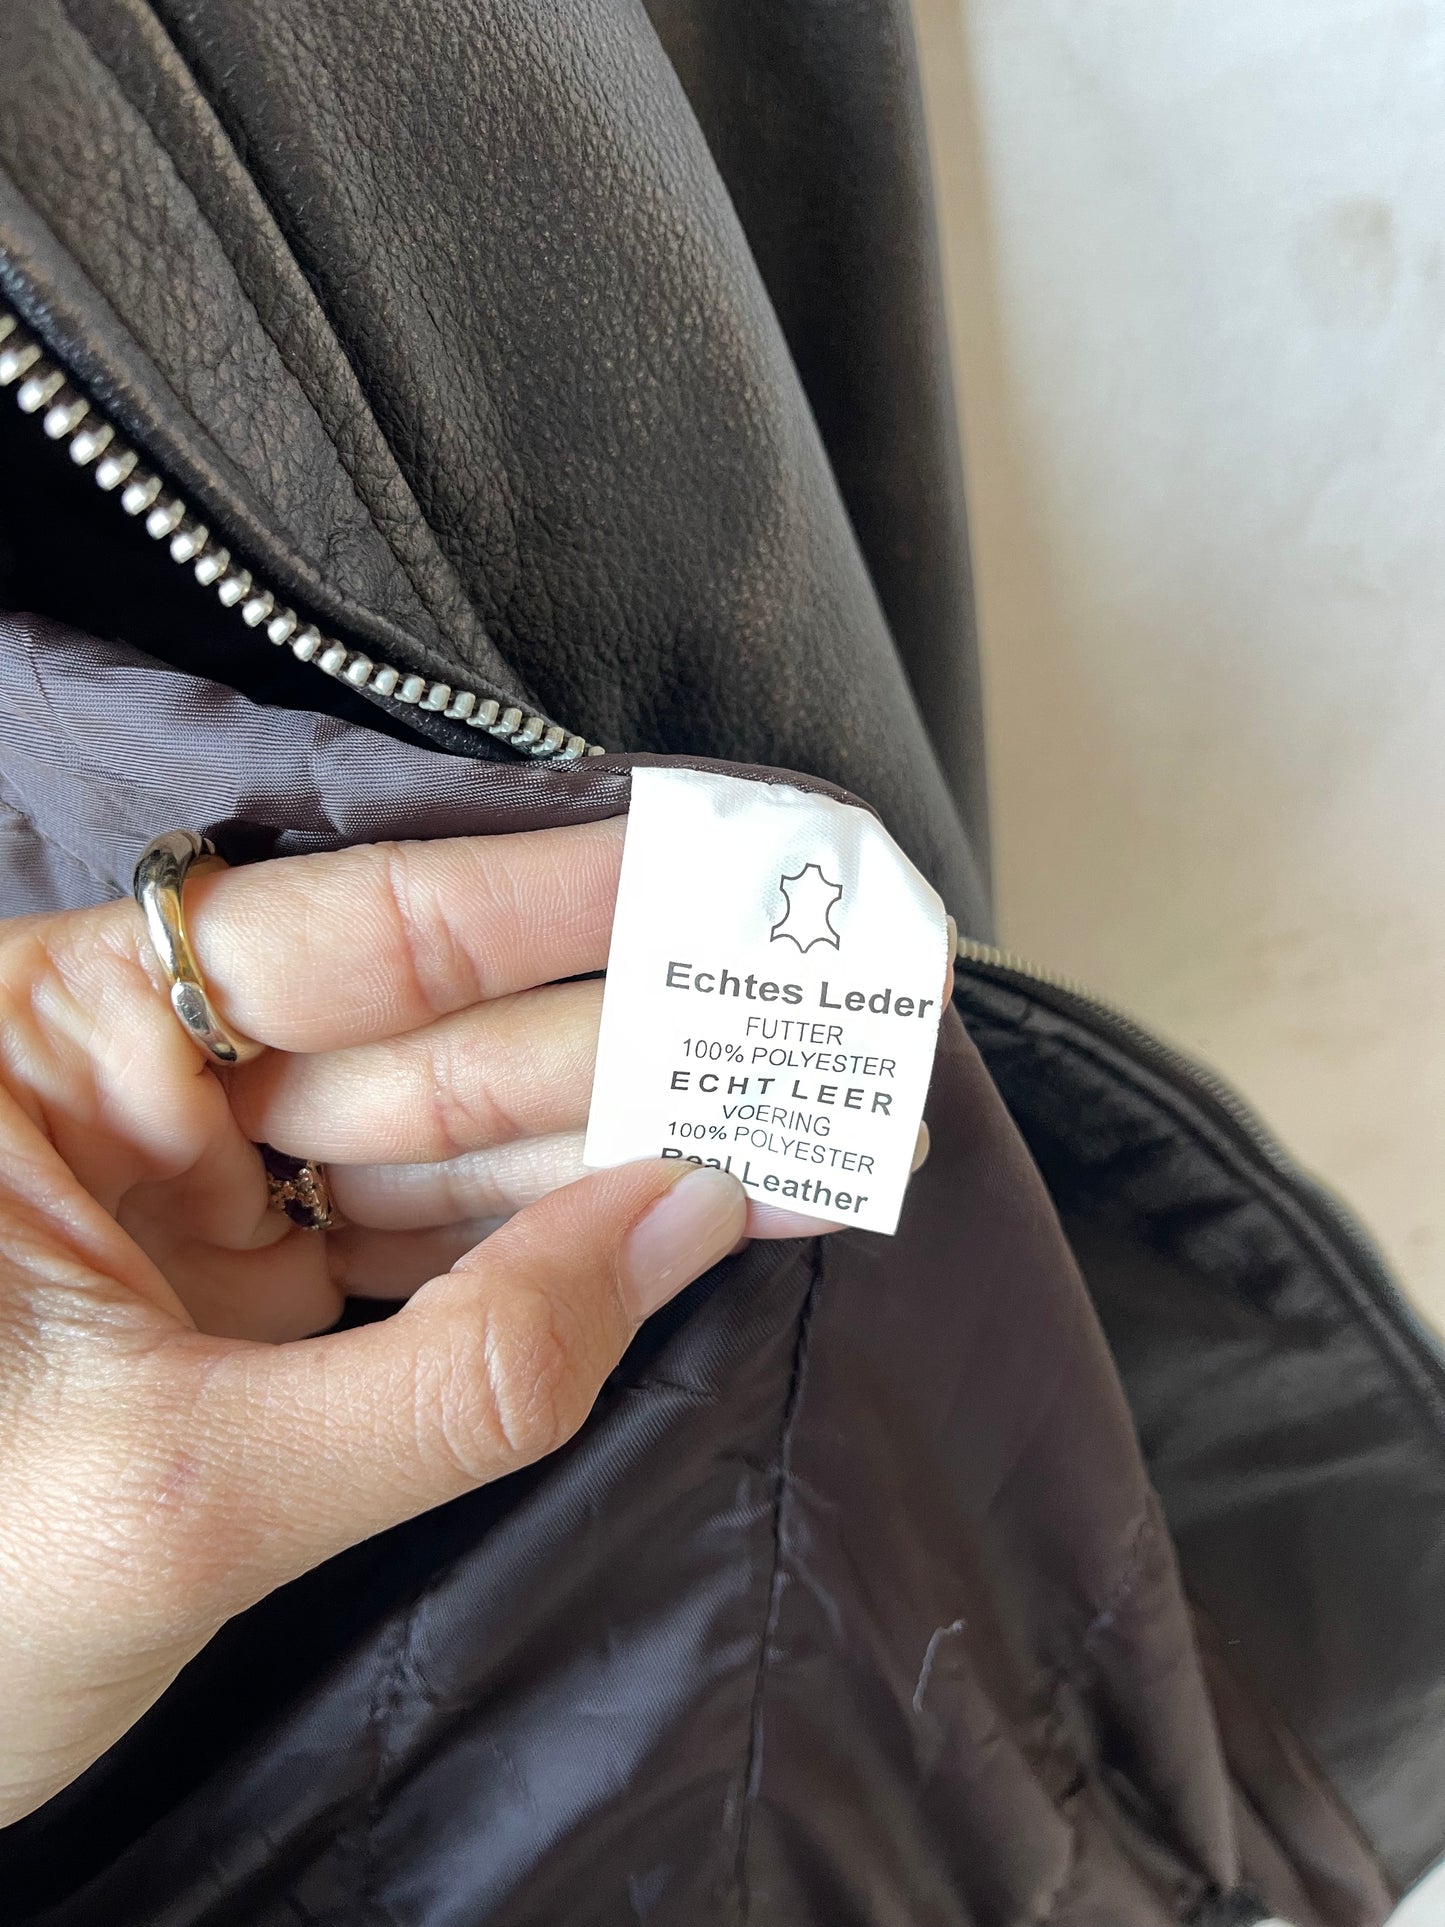 Echtes Leder
FUTTER
100% POLYESTER
ECHT LEER
VOERING
100% POLYESTER
Real Leather